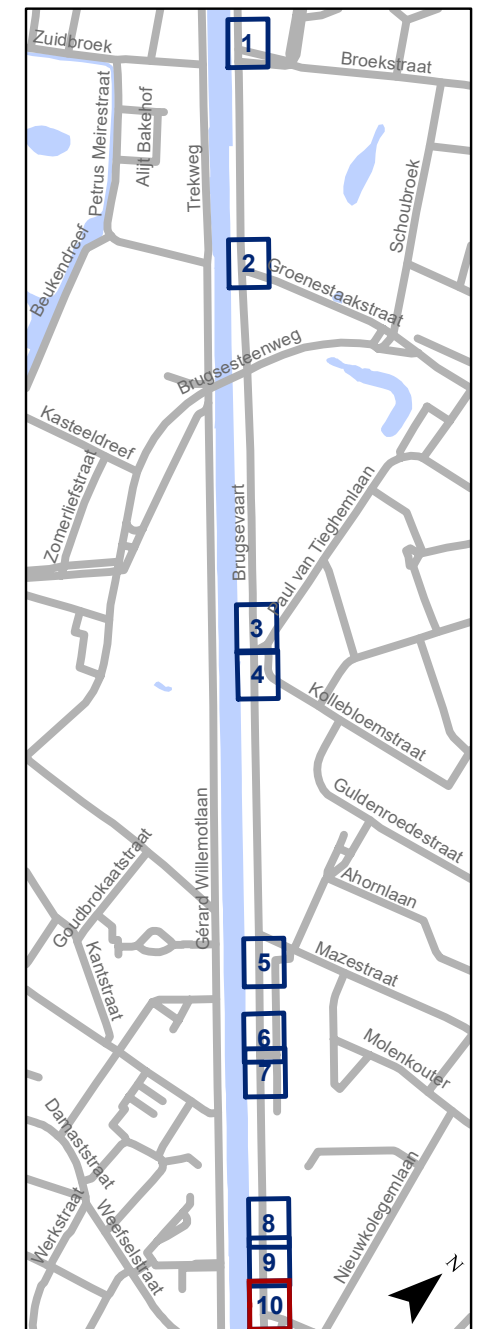 1
Zuidbroek
Broekstraat
Petrus Meirestraat
Alijt Bakehof
Trekweg
Schoubroek
Beukendreef
2
Groenestaakstraat
Brugsesteenweg
Kasteeldreef
Zomerliefstraat
Brugsevaart
Paul van Tieghemlaan
3
4
Kollebloemstraat
Guldenroedestraat
Gérard Willemotlaan
Goudbrokaatstraat
Ahornlaan
Kantstraat
5
Mazestraat
6
Molenkouter
7
Damaststraat
Nieuwkolegemlaan
Werkstraat
Weefselstraat
8
9
N
10